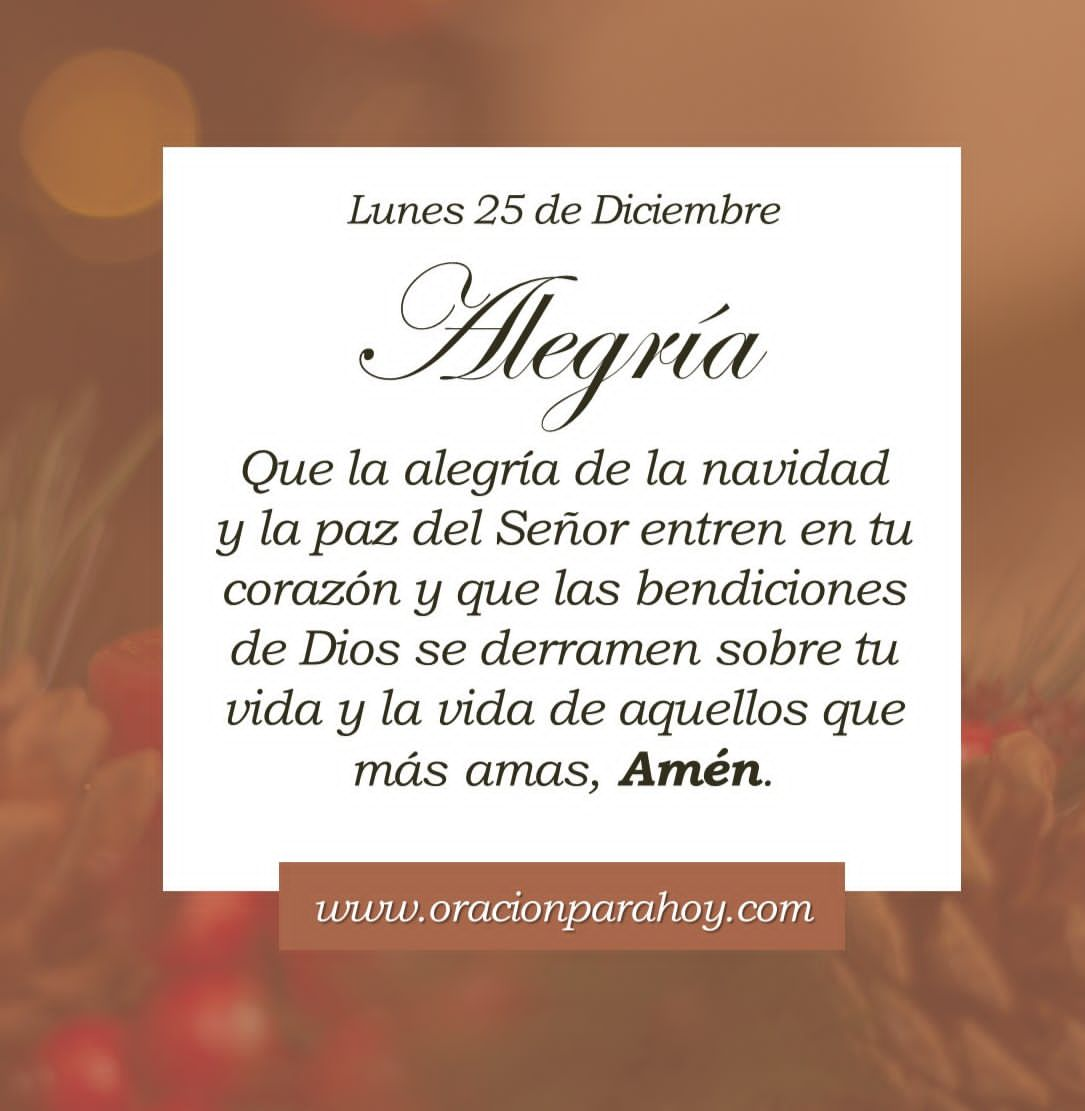 Lunes 25 de Diciembre
Alegría
Que la alegría de la navidad
y la paz del Señor entren en tu
corazón y que las bendiciones
de Dios se derramen sobre tu
vida y la vida de aquellos que
más amas, Amén.
www.oracionparahoy.com